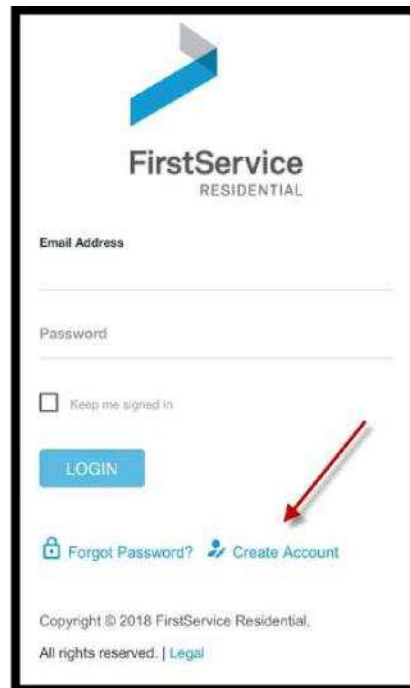 FirstService
RESIDENTIAL
Email Address
Password
Keep me signed in
LOGIN
Forgot Password? Create Account
Copyright © 2018 FirstService Residential,
All rights reserved. | Legal